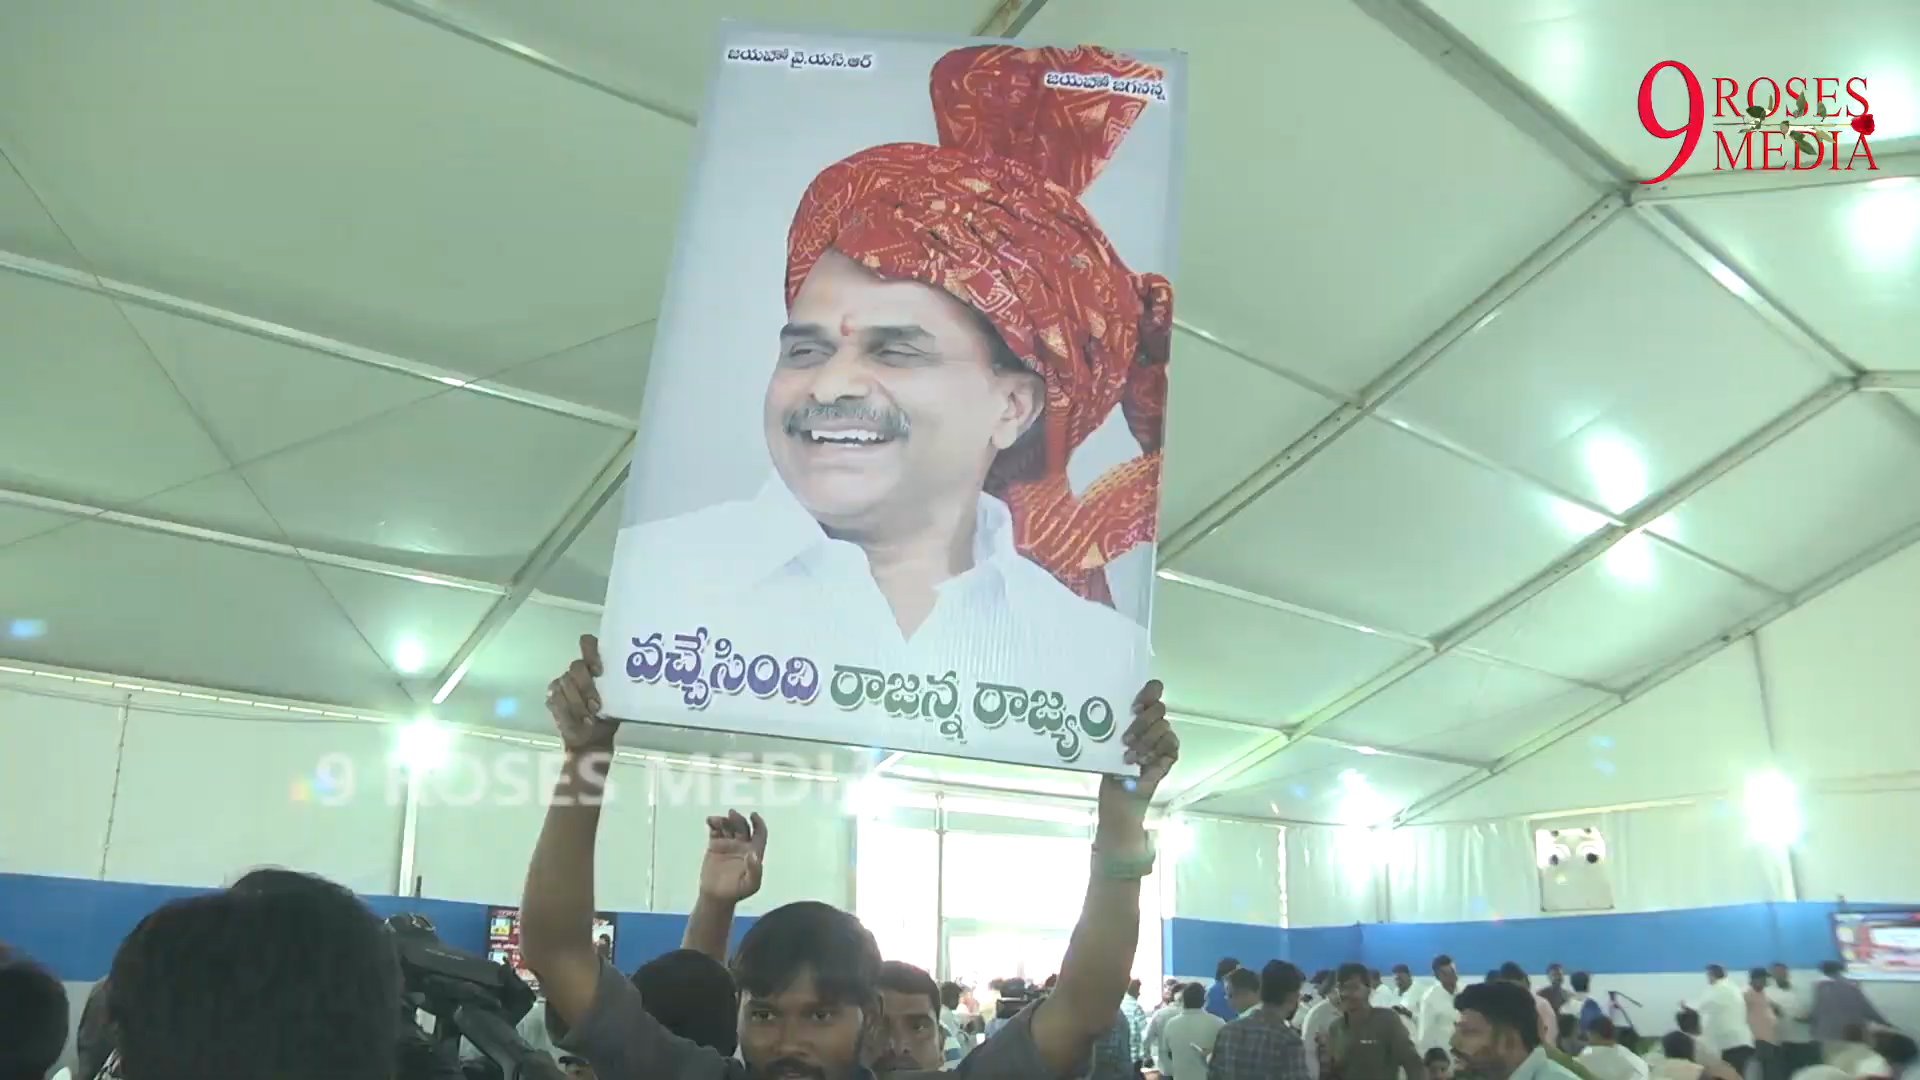 జయహో వై.యస్.ఆర్
జయహో జగనన్న
9 ROSES
MEDIA
వచ్చేసింది రాజన్న రాజ్యం
9 ROSES MEDIA